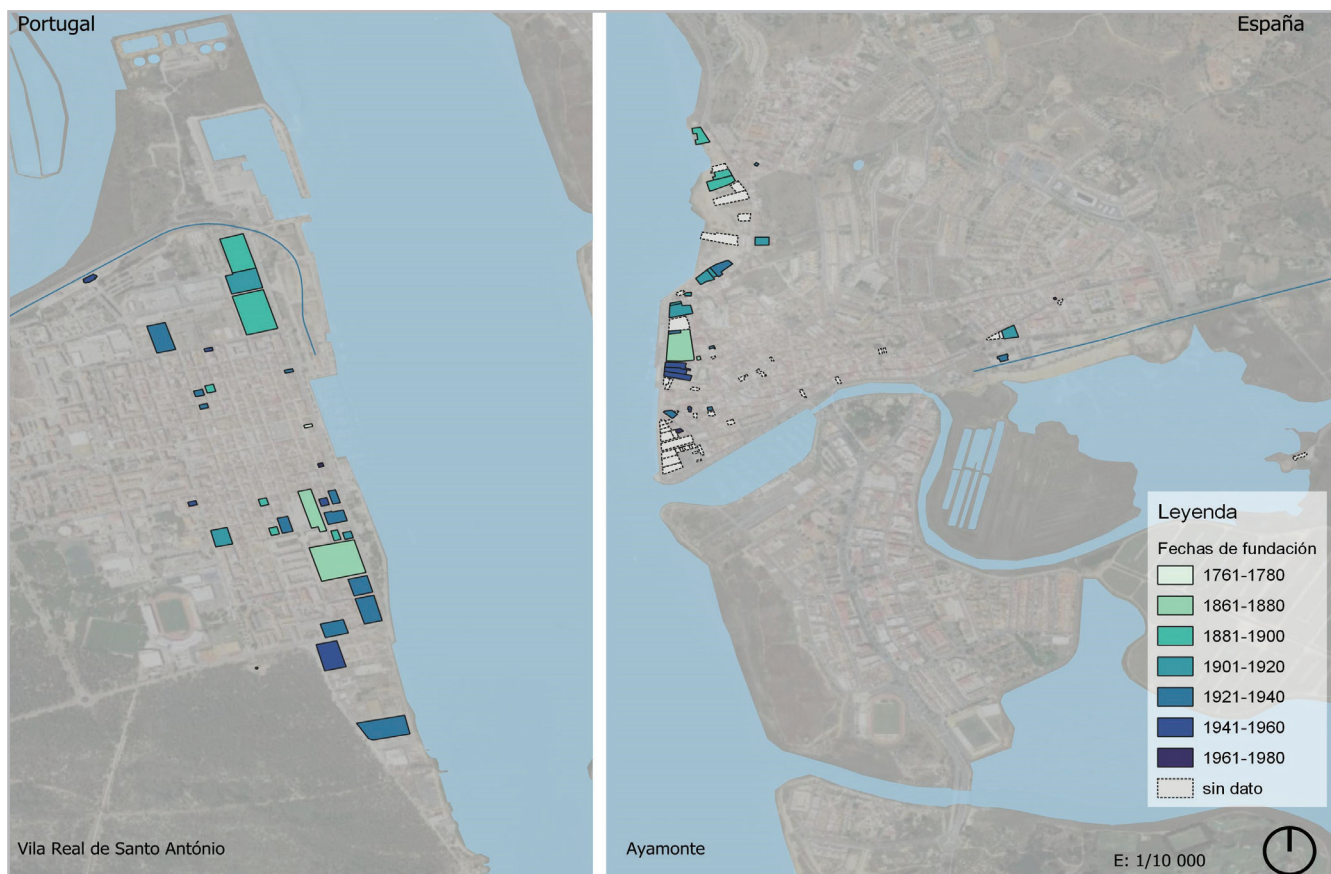 Portugal
España
Leyenda
Fechas de fundación
1761-1780
1861-1880
1881-1900
1901-1920
1921-1940
1941-1960
1961-1980
sin dato
Vila Real de Santo António
Ayamonte
E: 1/10 000